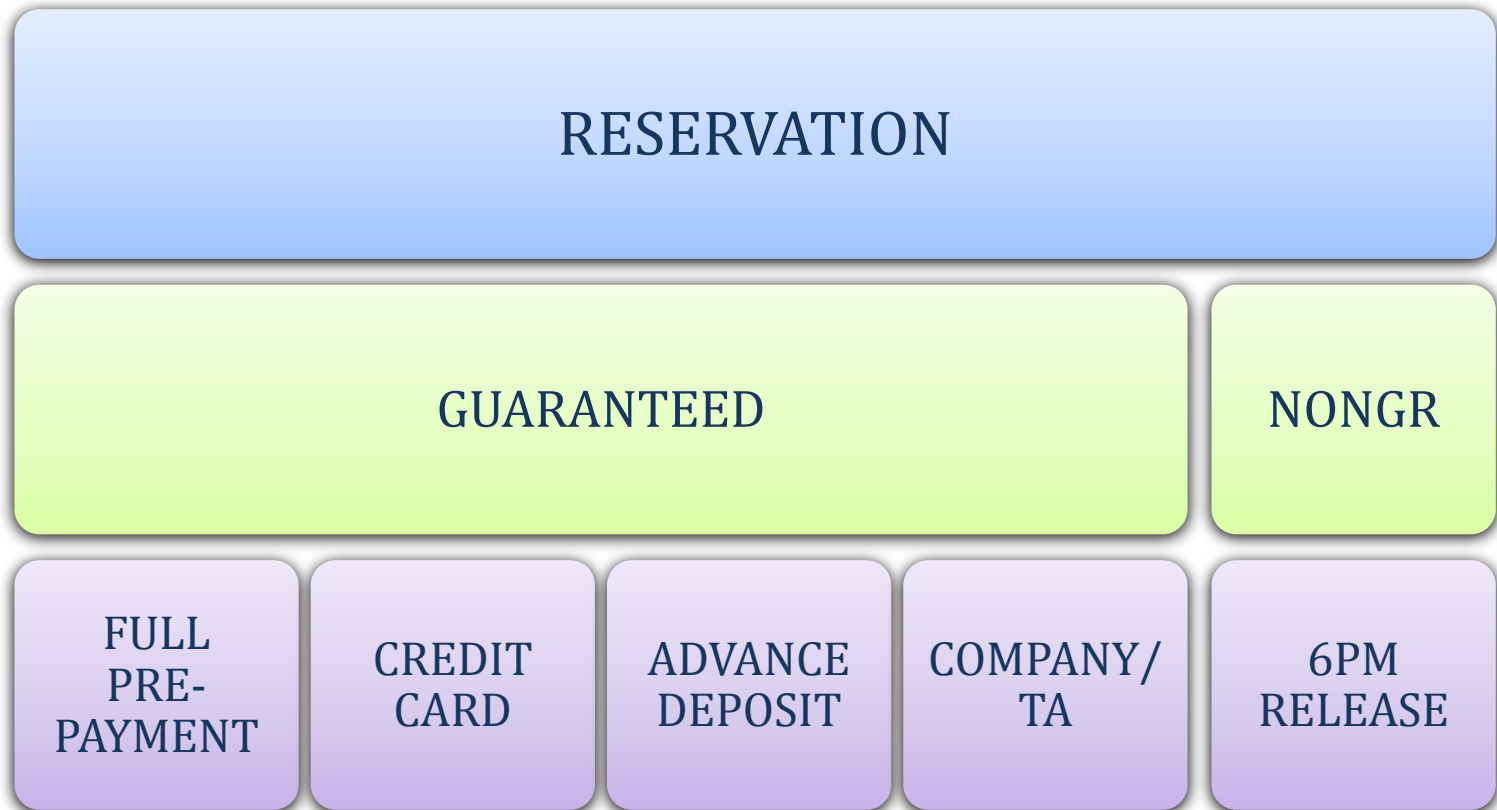 RESERVATION
GUARANTEED
NONGR
FULL
PRE-
PAYMENT
CREDIT
CARD
ADVANCE
DEPOSIT
COMPANY/
TA
6PM
RELEASE